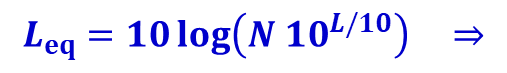 L_eq = 10 log(N 10^{L/10}) ⇒